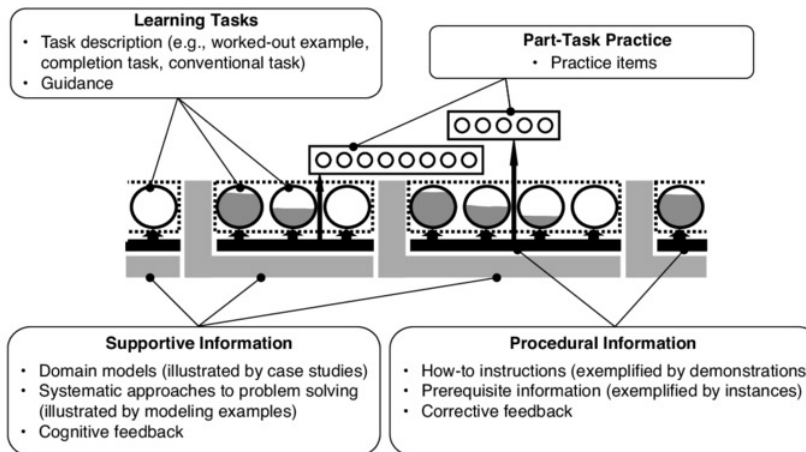 Learning Tasks
• Task description (e.g., worked-out example,
completion task, conventional task)
• Guidance
Part-Task Practice
• Practice items
Supportive Information
• Domain models (illustrated by case studies)
• Systematic approaches to problem solving
(illustrated by modeling examples)
• Cognitive feedback
Procedural Information
• How-to instructions (exemplified by demonstrations
• Prerequisite information (exemplified by instances)
• Corrective feedback